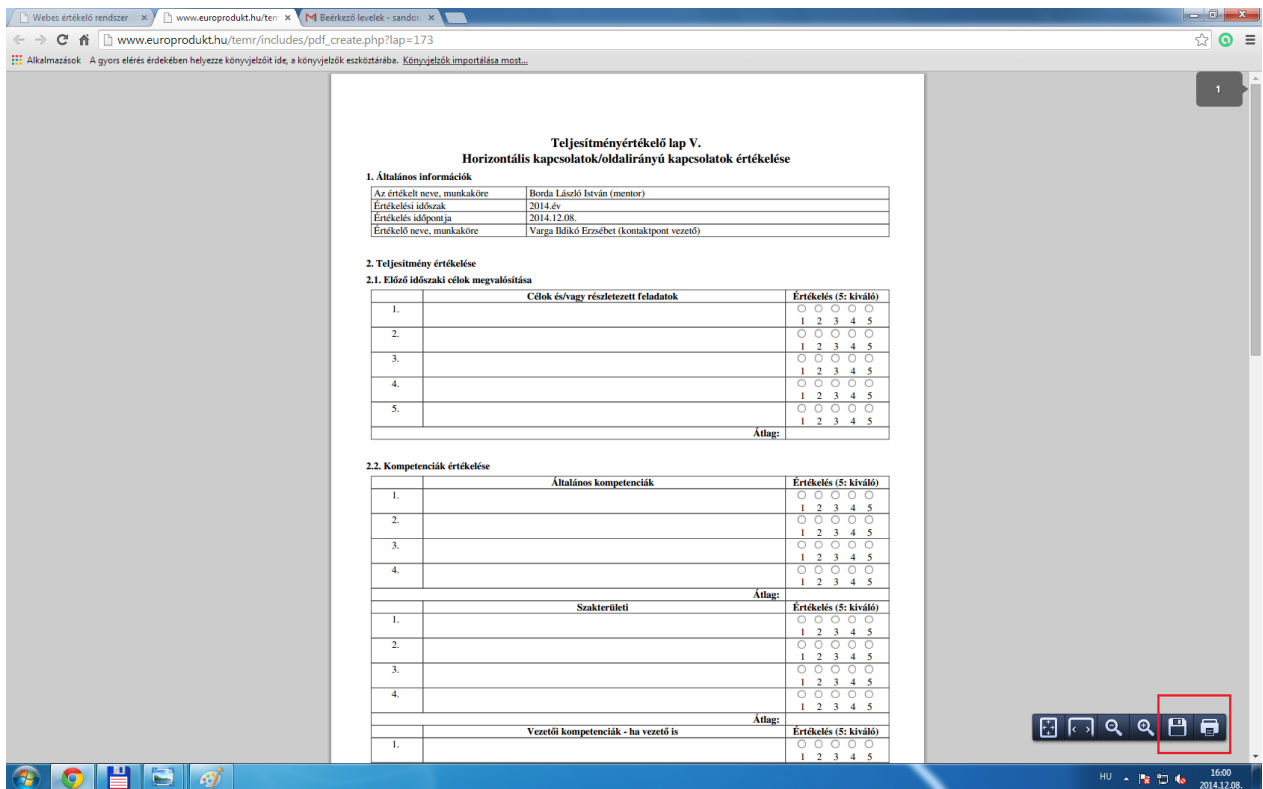 Webes értékelő rendszer
www.europrodukt.hu/tem
Beérkező levelek - sandor.
www.europrodukt.hu/temr/includes/pdf_create.php?lap=173
Alkalmazások A gyors elérés érdekében helyezze könyvjelzőit ide, a könyvjelzők eszköztárába. Könyvjelzők importálása most...
1
Teljesítményértékelő lap V.
Horizontális kapcsolatok/oldalirányú kapcsolatok értékelése
1. Általános információk
Az értékelt neve, munkaköre Borda László István (mentor)
Értékelési időszak 2014.év
Értékelés időpontja 2014.12.08.
Értékelő neve, munkaköre Varga Ildikó Erzsébet (kontaktpont vezető)
2. Teljesítmény értékelése
2.1. Előző időszaki célok megvalósítása
Célok és/vagy részletezett feladatok Értékelés (5: kiváló)
1.
1 2 3 4 5
2.
1 2 3 4 5
3.
1 2 3 4 5
4.
1 2 3 4 5
5.
1 2 3 4 5
Átlag:
2.2. Kompetenciák értékelése
Általános kompetenciák Értékelés (5: kiváló)
1.
1 2 3 4 5
2.
1 2 3 4 5
3.
1 2 3 4 5
4.
1 2 3 4 5
Átlag:
Szakterületi Értékelés (5: kiváló)
1.
1 2 3 4 5
2.
1 2 3 4 5
3.
1 2 3 4 5
4.
1 2 3 4 5
Átlag:
Vezetői kompetenciák - ha vezető is Értékelés (5: kiváló)
1.
1 2 3 4 5
HU
16:00
2014.12.08.